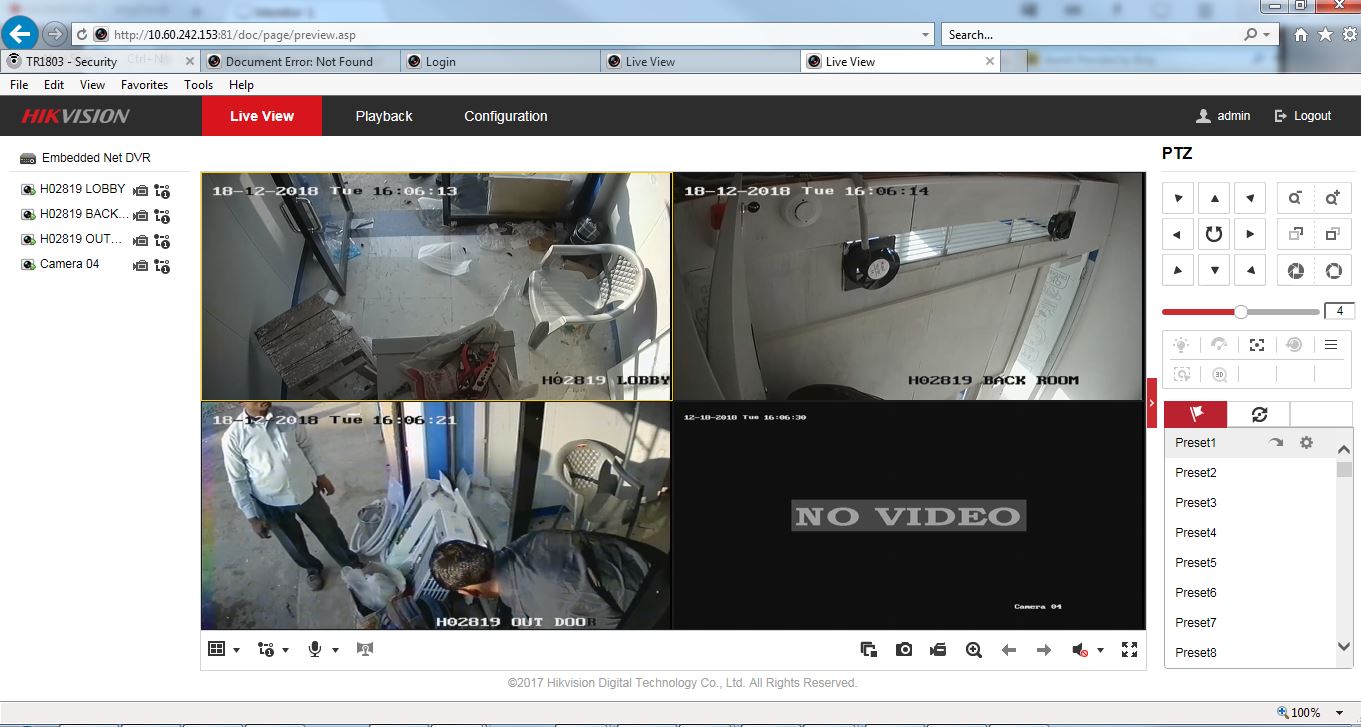 http://10.60.242.153:81/doc/page/preview.asp
Search...
TR1803 - Security
Document Error: Not Found
Login
Live View
Live View
File Edit View Favorites Tools Help
HIKVISION
Live View
Playback
Configuration
admin
Logout
Embedded Net DVR
H02819 LOBBY
H02819 BACK...
H02819 OUT...
Camera 04
18-12-2018 Tue 16:06:13
H02819 LOBBY
18-12-2018 Tue 16:06:14
H02819 BACK ROOM
18-12-2018 Tue 16:06:21
H02819 OUT DOOR
12-18-2018 Tue 16:06:30
NO VIDEO
Camera 04
PTZ
4
3D
Preset1
Preset2
Preset3
Preset4
Preset5
Preset6
Preset7
Preset8
©2017 Hikvision Digital Technology Co., Ltd. All Rights Reserved.
100%